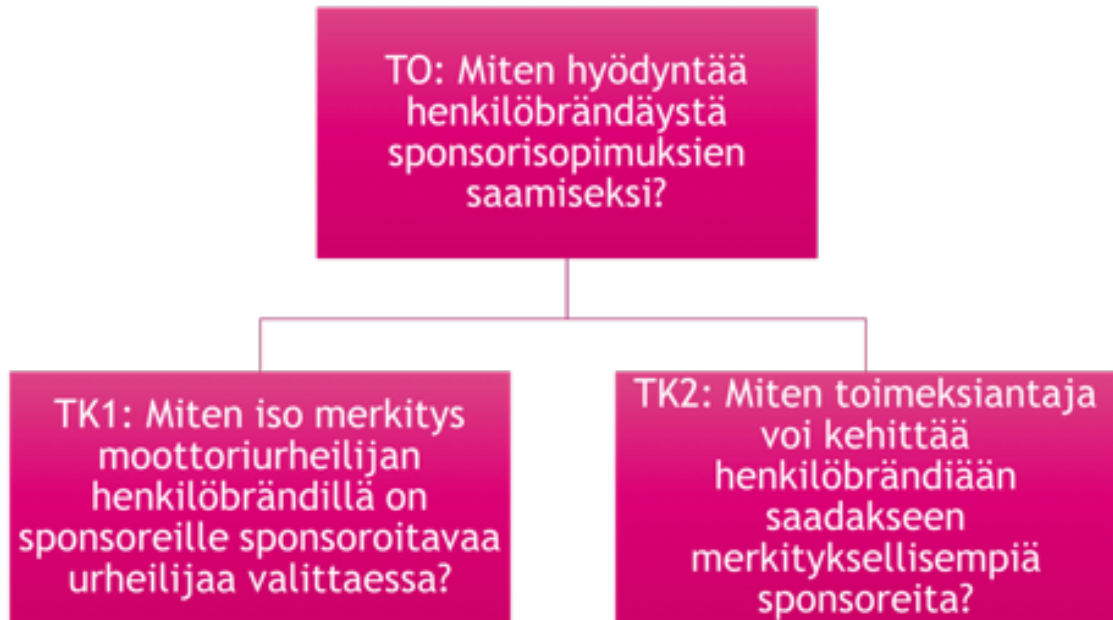 TO: Miten hyödyntää
henkilöbrändäystä
sponsorisopimuksien
saamiseksi?
TK1: Miten iso merkitys
moottoriurheilijan
henkilöbrändillä on
sponsoreille sponsoroitavaa
urheilijaa valittaessa?
TK2: Miten toimeksiantaja
voi kehittää
henkilöbrändiään
saadakseen
merkityksellisempiä
sponsoreita?